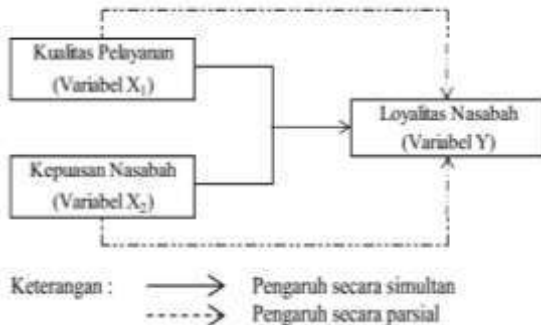 Kualitas Pelayanan
(Variabel X₁)
Loyalitas Nasabah
(Variabel Y)
Kepuasan Nasabah
(Variabel X₂)
Keterangan :
Pengaruh secara simultan
Pengaruh secara parsial